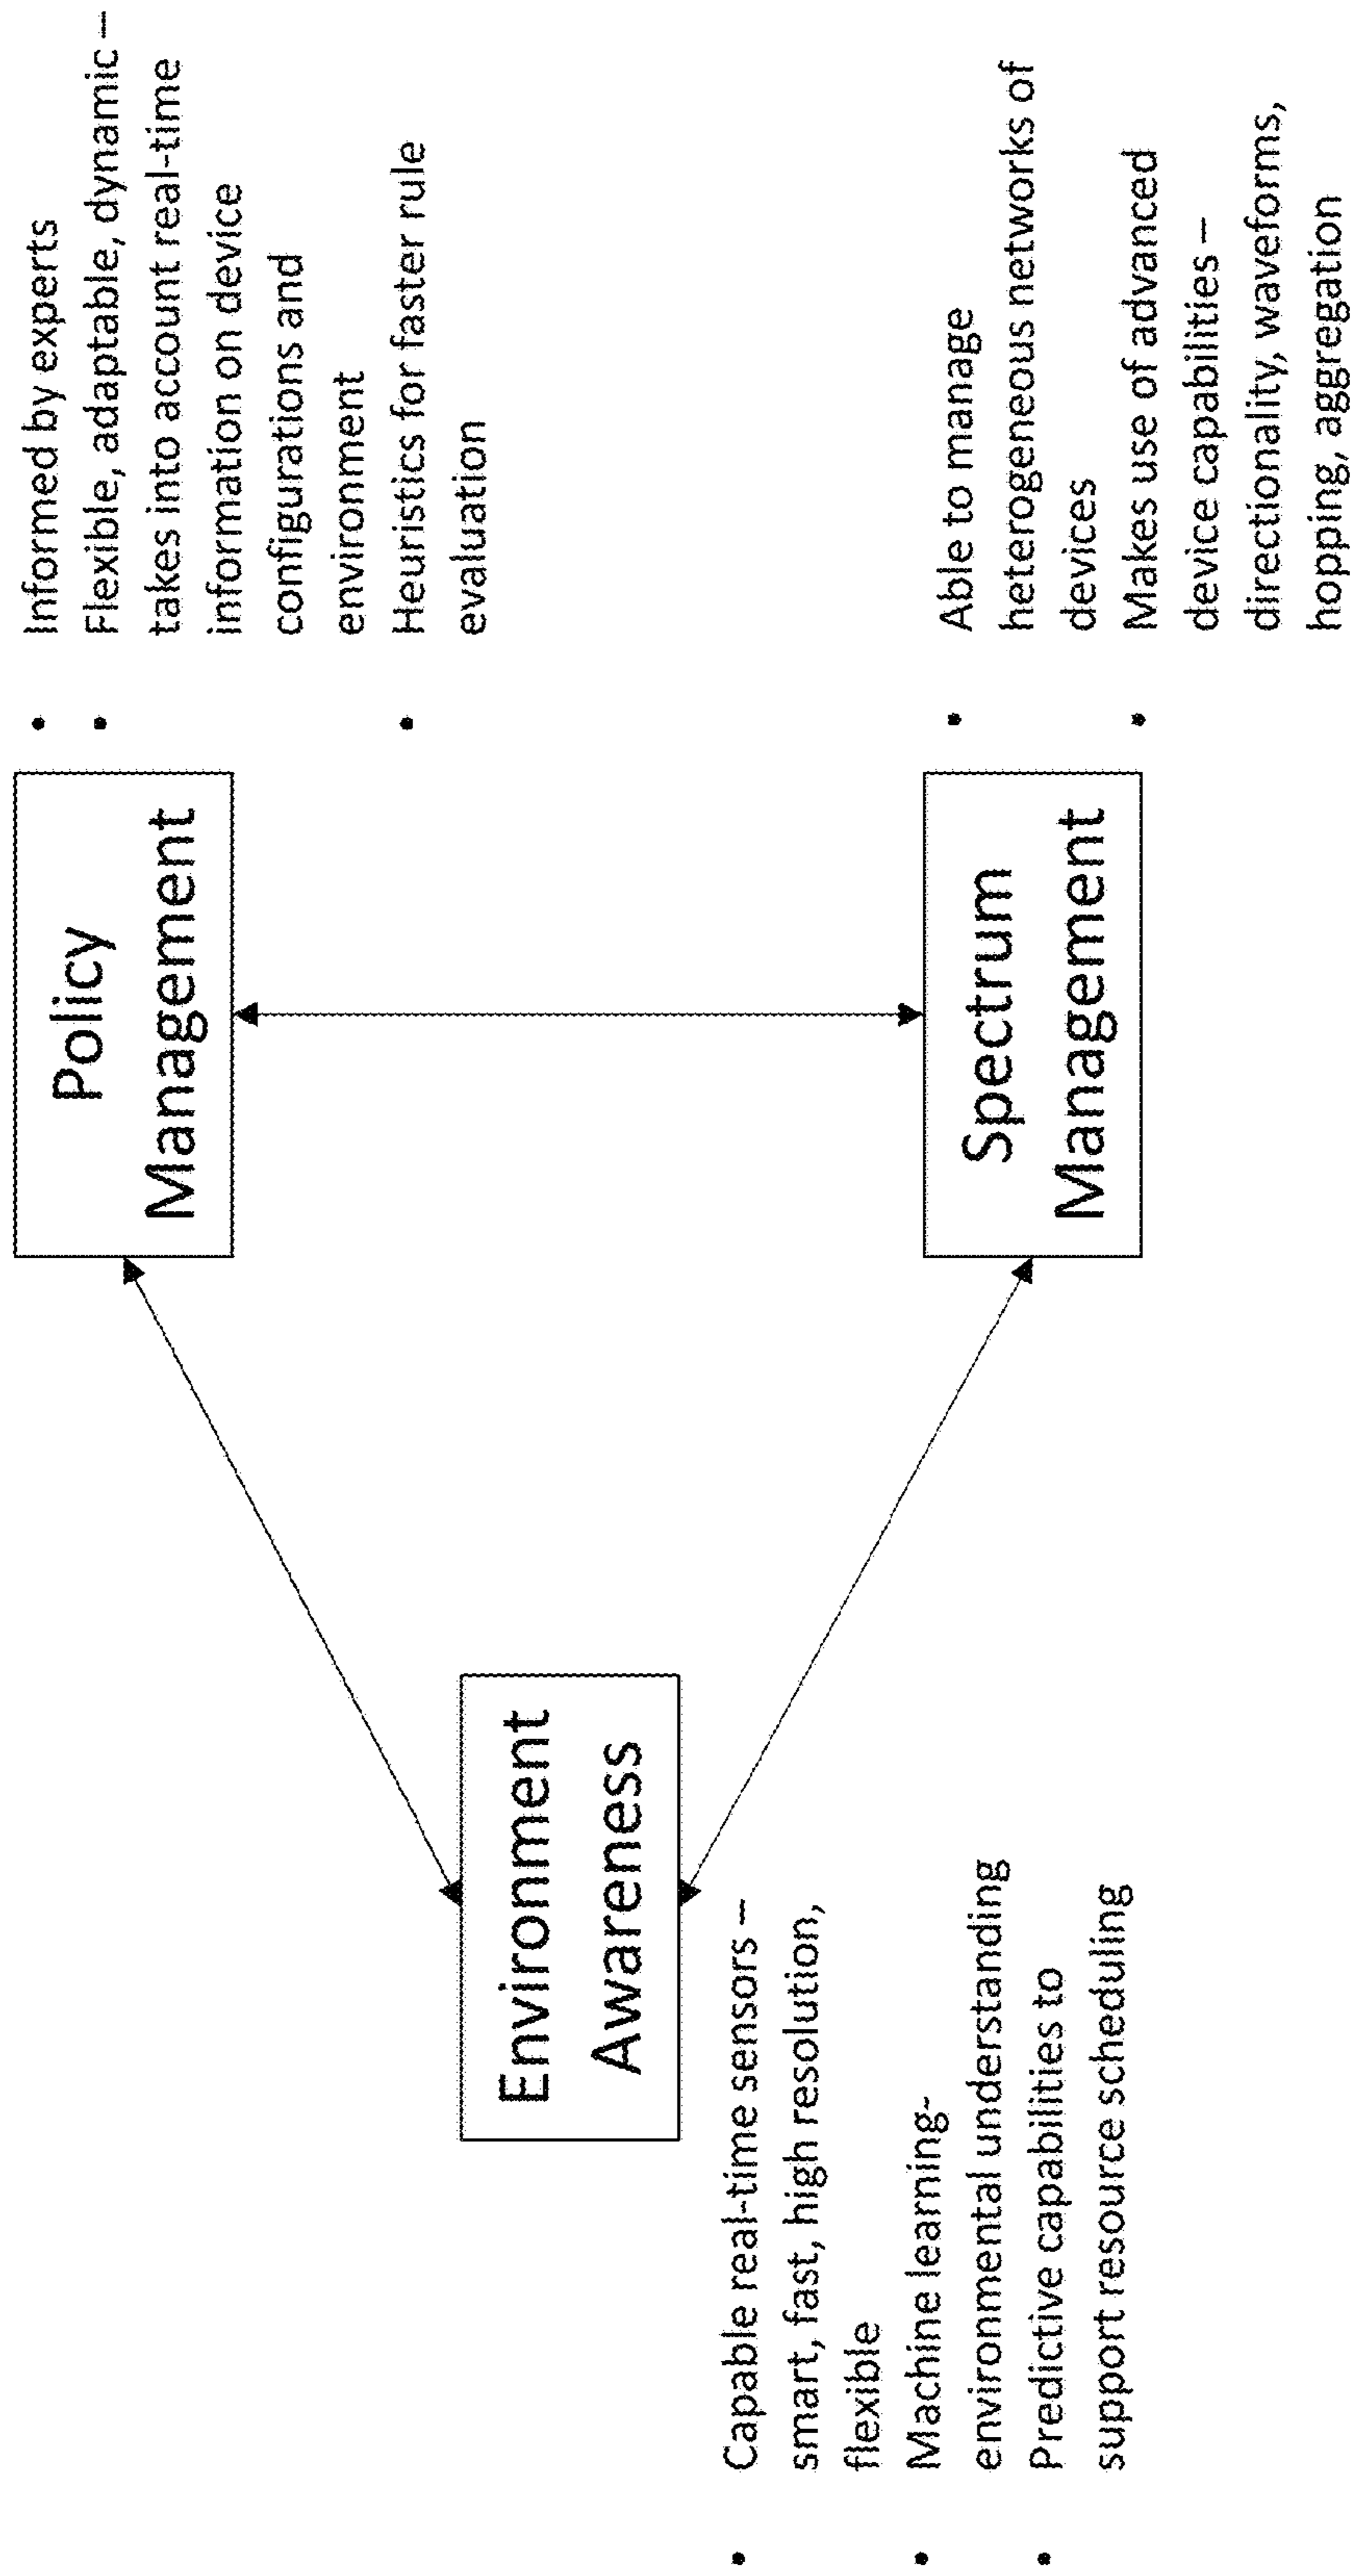 Policy
Management
• Informed by experts
• Flexible, adaptable, dynamic –
takes into account real-time
information on device
configurations and
environment
• Heuristics for faster rule
evaluation
Environment
Awareness
• Capable real-time sensors –
smart, fast, high resolution,
flexible
• Machine learning-
environmental understanding
• Predictive capabilities to
support resource scheduling
Spectrum
Management
• Able to manage
heterogeneous networks of
devices
• Makes use of advanced
device capabilities –
directionality, waveforms,
hopping, aggregation